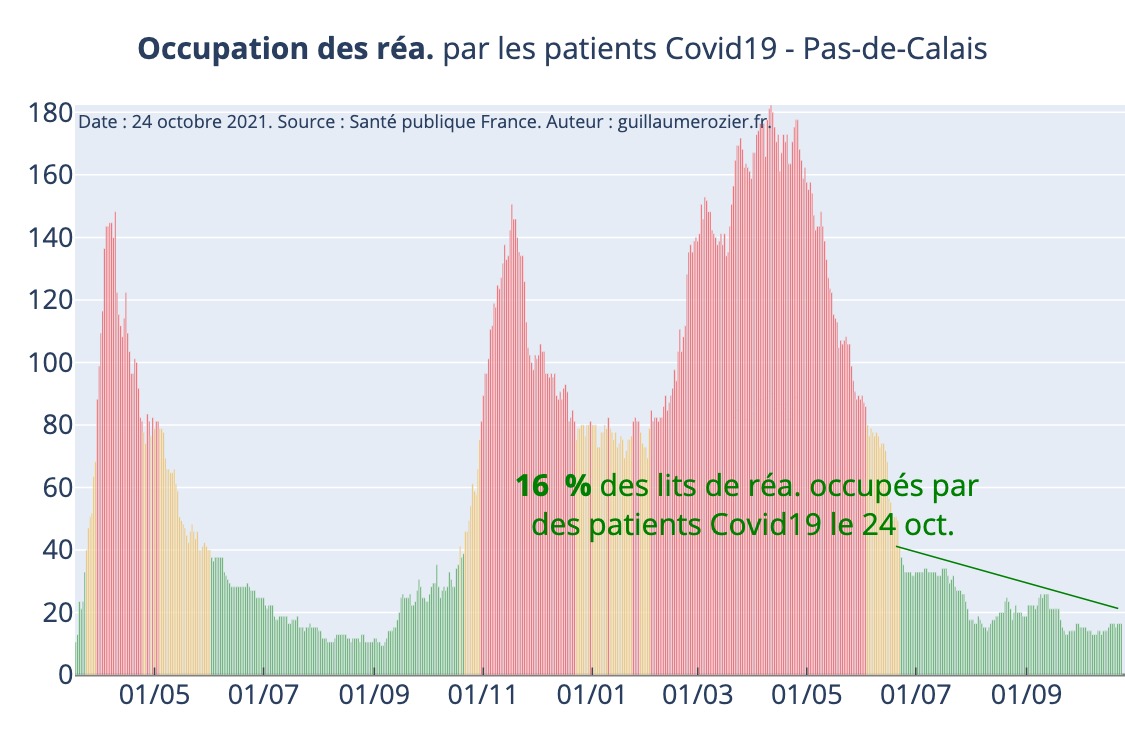 Occupation des réa. par les patients Covid19 - Pas-de-Calais
180
Date : 24 octobre 2021. Source : Santé publique France. Auteur : guillaumerozier.fr.
160
140
120
100
80
60
16 % des lits de réa. occupés par
des patients Covid19 le 24 oct.
40
20
0
01/05 01/07 01/09 01/11 01/01 01/03 01/05 01/07 01/09